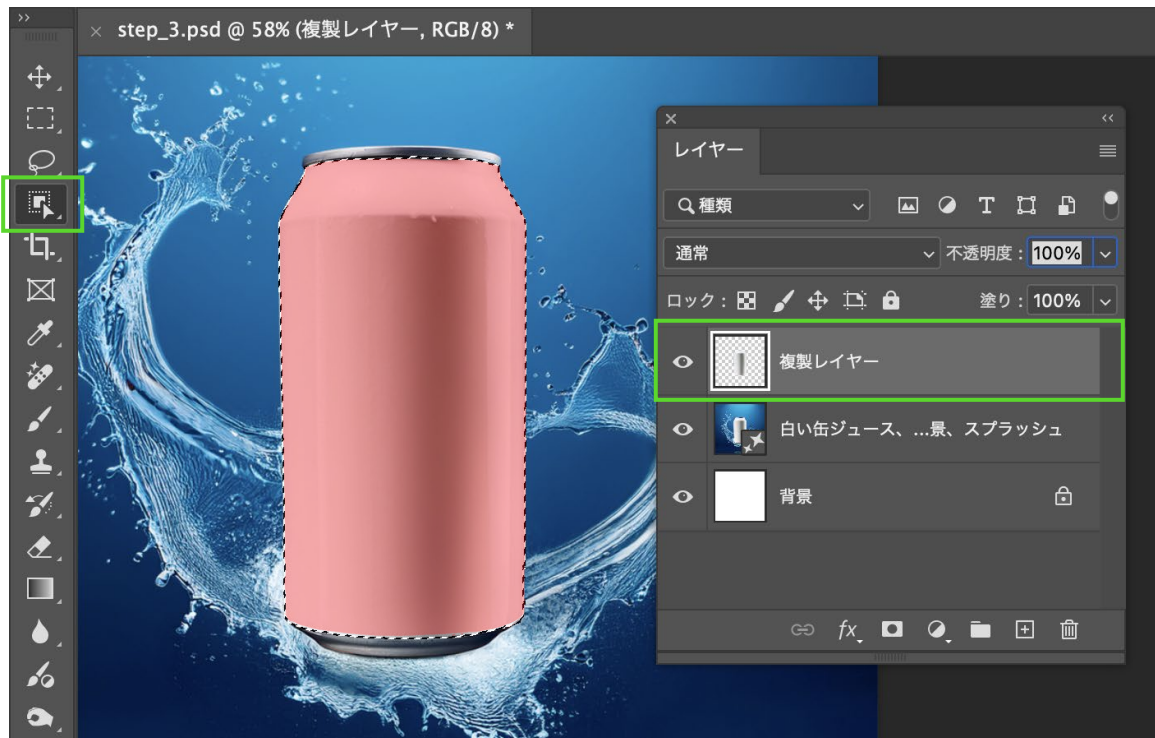 step_3.psd @ 58% (複製レイヤー, RGB/8) *
レイヤー
種類
通常 不透明度 : 100%
ロック : 塗り : 100%
複製レイヤー
白い缶ジュース、...景、スプラッシュ
背景
fx